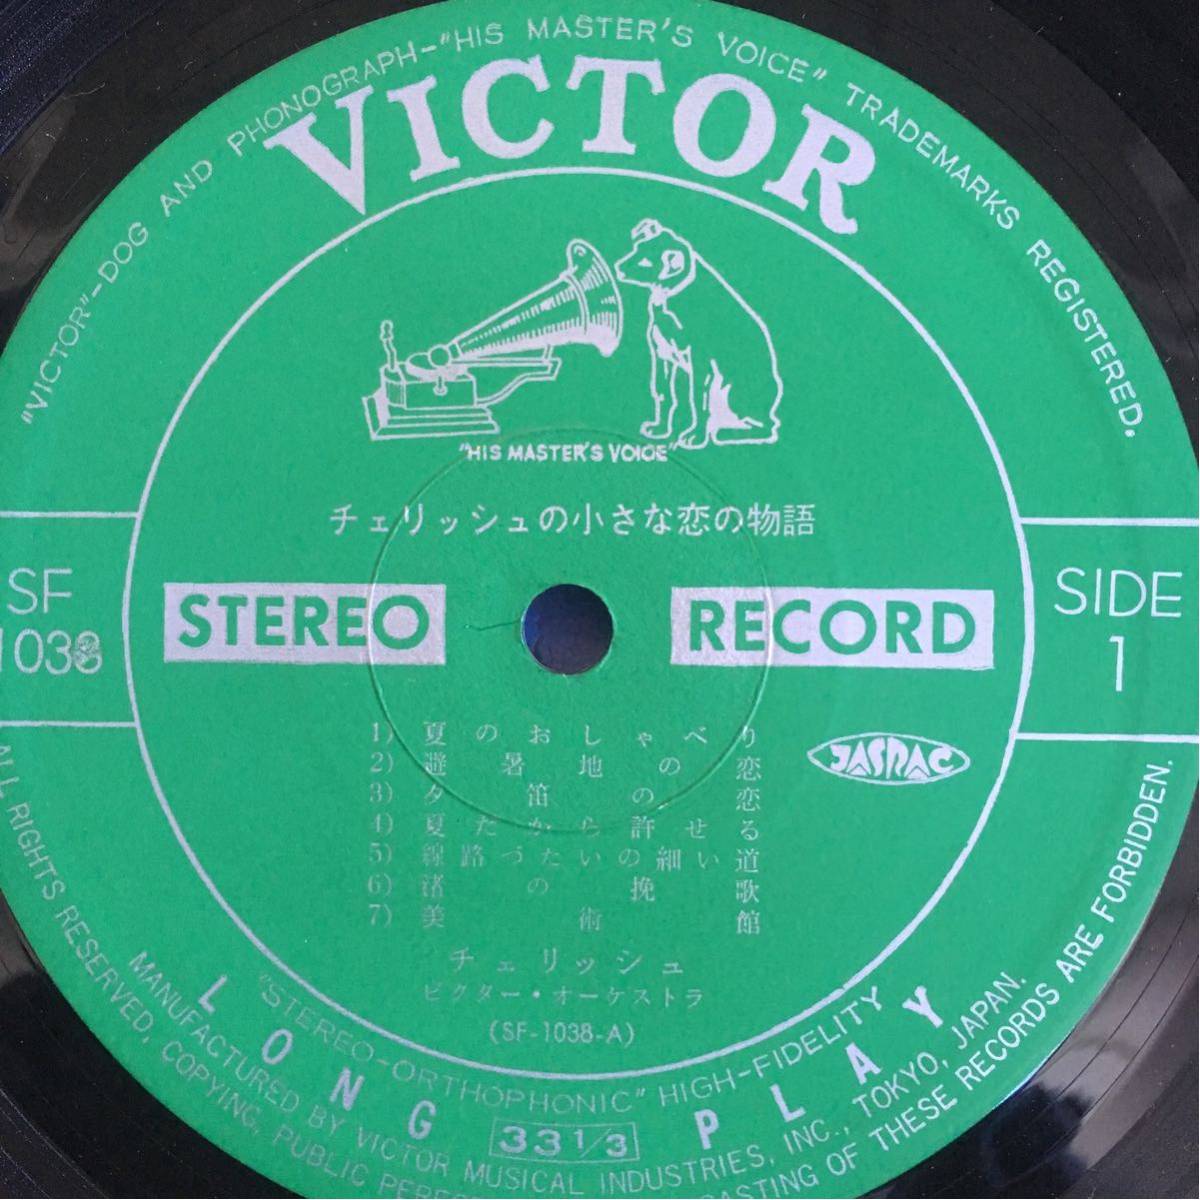 "VICTOR"-DOG AND PHONOGRAPH-"HIS MASTER'S VOICE" TRADEMARKS REGISTERED.
VICTOR
"HIS MASTER'S VOICE"
チェリッシュの小さな恋の物語
SF
1038
STEREO
RECORD
SIDE
1
1) 夏のおしゃべり
2) 避暑地の恋
3) 夕笛の恋
4) 夏だから許せる
5) 線路づたいの細い道
6) 渚の挽歌
7) 美術館
JASRAC
チェリッシュ
ビクター・オーケストラ
(SF-1038-A)
"STEREO-ORTHOPHONIC" HIGH-FIDELITY
LONG 33 1/3 PLAY
MANUFACTURED BY VICTOR MUSICAL INDUSTRIES, INC., TOKYO, JAPAN.
ALL RIGHTS RESERVED, COPYING, PUBLIC OF THESE RECORDS ARE FORBIDDEN.